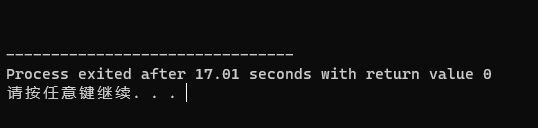 --------------------------------
Process exited after 17.01 seconds with return value 0
请按任意键继续. . .